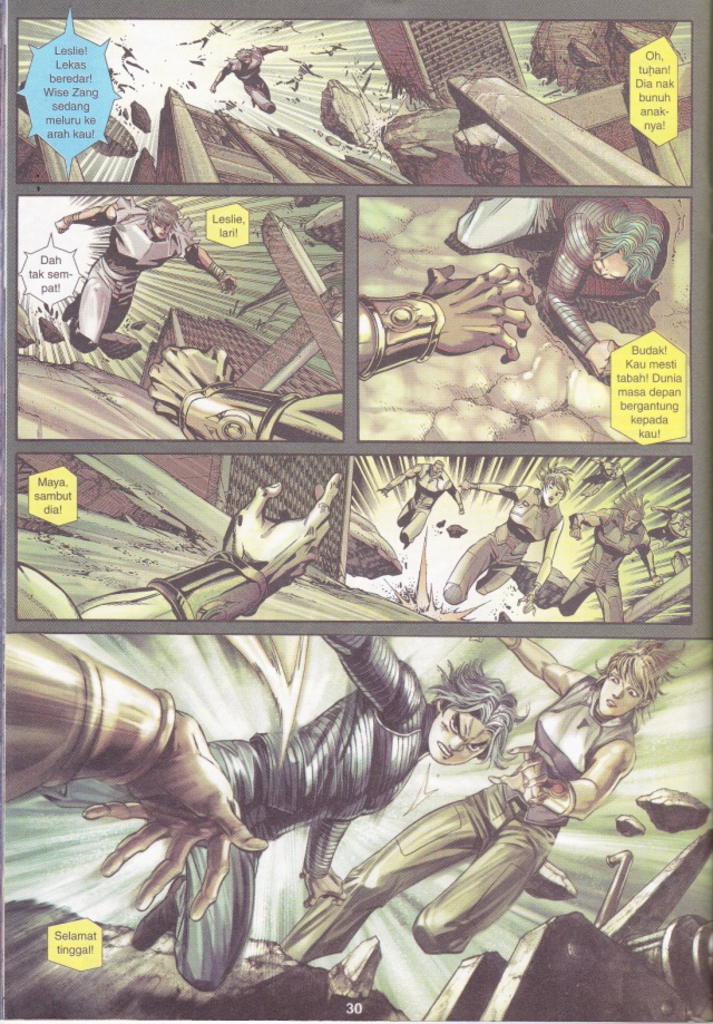 Leslie!
Lekas
beredar!
Wise Zang
sedang
meluru ke
arah kau!
Oh,
tuhan!
Dia nak
bunuh
anak-
nya!
Leslie,
lari!
Dah
tak sem-
pat!
Budak!
Kau mesti
tabah! Dunia
masa depan
bergantung
kepada
kau!
Maya,
sambut
dia!
Selamat
tinggal!
30